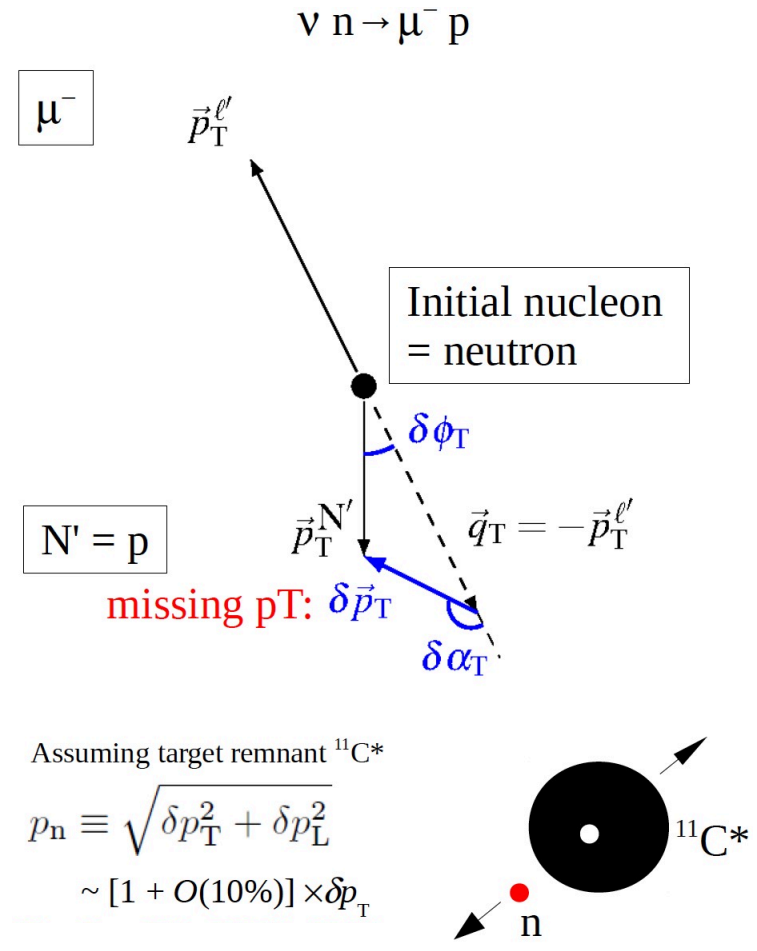 ν n → μ⁻ p
μ⁻
p⃗_T^ℓ′
Initial nucleon
= neutron
δϕ_T
N' = p
p⃗_T^N′
q⃗_T = −p⃗_T^ℓ′
missing pT: δp⃗_T
δα_T
Assuming target remnant ¹¹C*
p_n ≡ √(δp_T² + δp_L²)
~ [1 + O(10%)] ×δp_T
¹¹C*
n